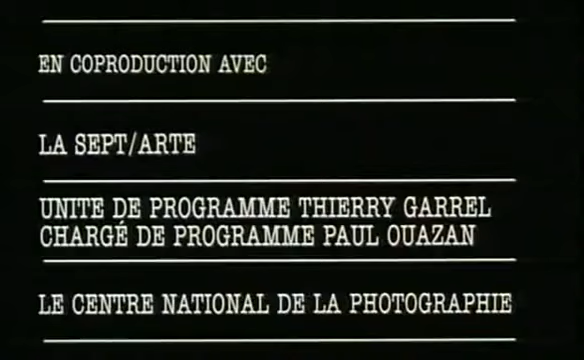 EN COPRODUCTION AVEC
LA SEPT/ARTE
UNITE DE PROGRAMME THIERRY GARREL
CHARGÉ DE PROGRAMME PAUL OUAZAN
LE CENTRE NATIONAL DE LA PHOTOGRAPHIE